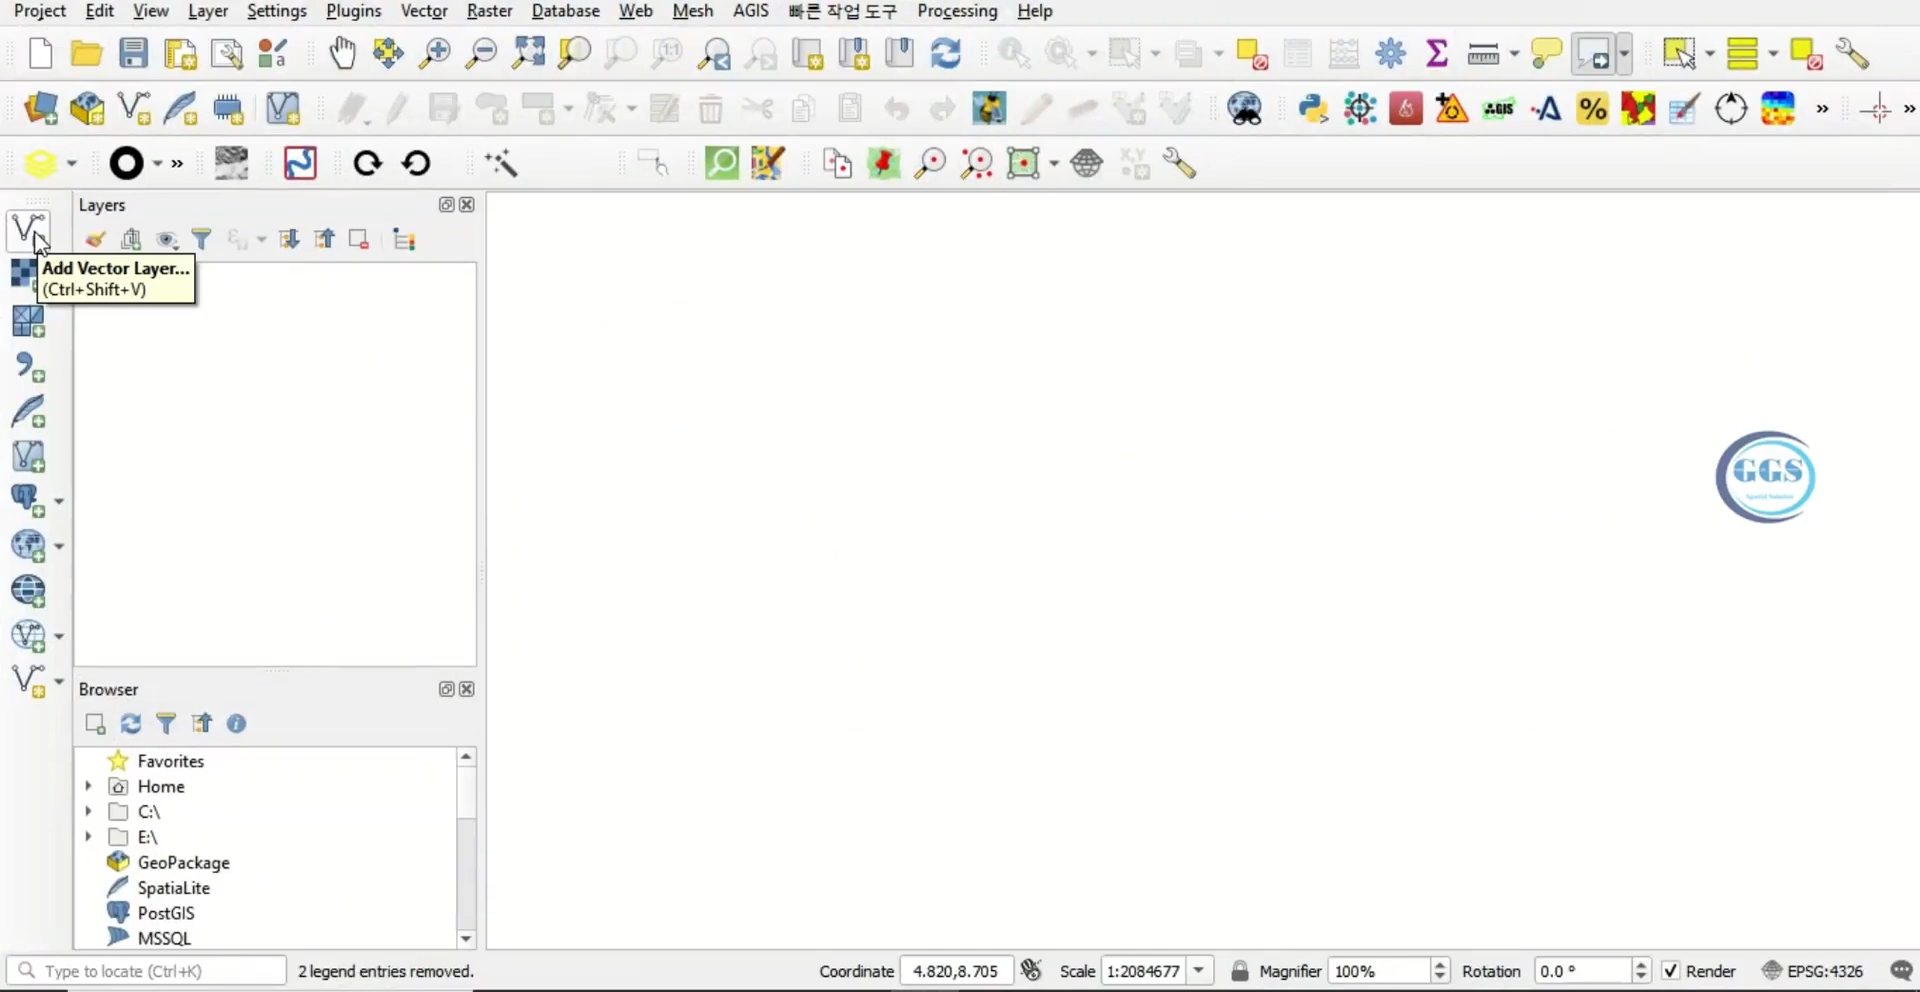 Project Edit View Layer Settings Plugins Vector Raster Database Web Mesh AGIS 빠른 작업 도구 Processing Help
Layers
Add Vector Layer...
(Ctrl+Shift+V)
GGS
Spatial Solution
Browser
Favorites
Home
C:\
E:\
GeoPackage
SpatiaLite
PostGIS
MSSQL
Type to locate (Ctrl+K) 2 legend entries removed. Coordinate 4.820,8.705 Scale 1:2084677 Magnifier 100% Rotation 0.0 ° Render EPSG:4326